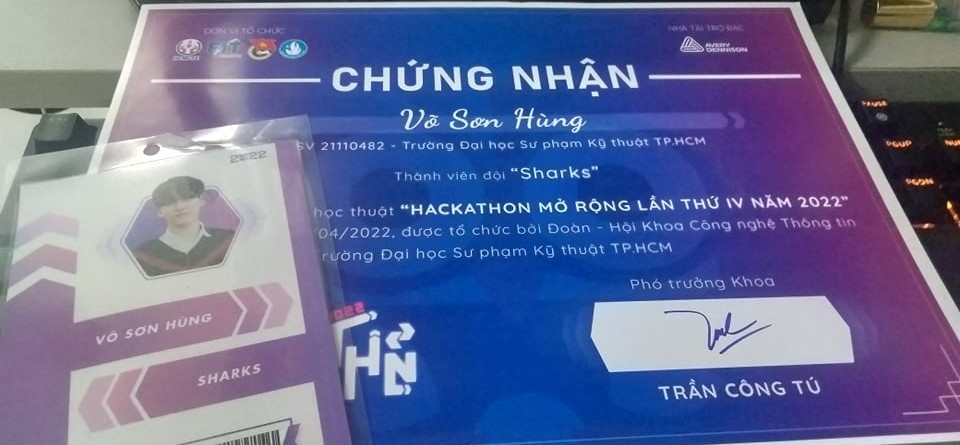 ĐƠN VỊ TỔ CHỨC
NHÀ TÀI TRỢ BẠC
AVERY
DENNISON
CHỨNG NHẬN
Võ Sơn Hùng
SV 21110482 - Trường Đại học Sư phạm Kỹ thuật TP.HCM
Thành viên đội "Sharks"
học thuật "HACKATHON MỞ RỘNG LẦN THỨ IV NĂM 2022"
04/2022, được tổ chức bởi Đoàn - Hội Khoa Công nghệ Thông tin
rường Đại học Sư phạm Kỹ thuật TP.HCM
Phó trưởng Khoa
TRẦN CÔNG TÚ
2022
VÕ SƠN HÙNG
SHARKS
PAUSE
PGUP
PGDN